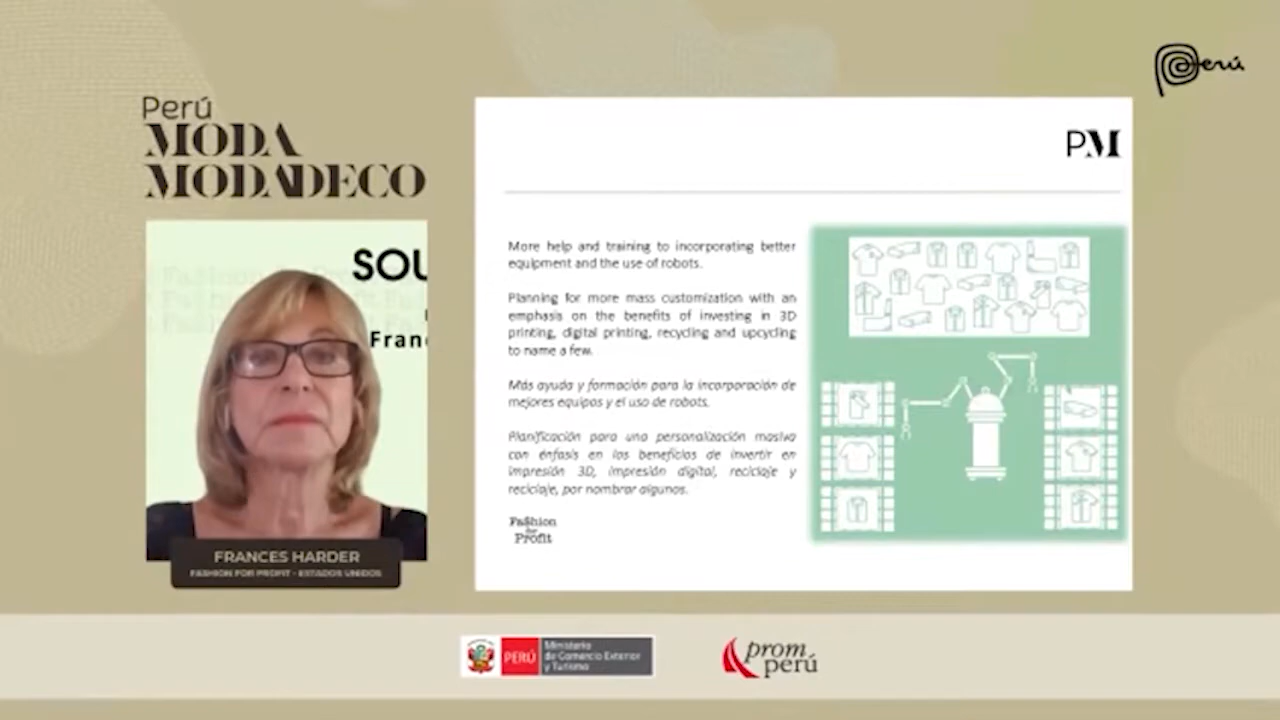 Perú
Perú
MODA
MODADECO
PM
SOU
Fran
More help and training to incorporating better
equipment and the use of robots.
Planning for more mass customization with an
emphasis on the benefits of investing in 3D
printing, digital printing, recycling and upcycling
to name a few.
Más ayuda y formación para la incorporación de
mejores equipos y el uso de robots.
Planificación para una personalización masiva
con énfasis en los beneficios de invertir en
impresión 3D, impresión digital, reciclaje y
reciclaje, por nombrar algunos.
Fashion
for
Profit
FRANCES HARDER
FASHION FOR PROFIT - ESTADOS UNIDOS
PERÚ
Ministerio
de Comercio Exterior
y Turismo
prom
perú